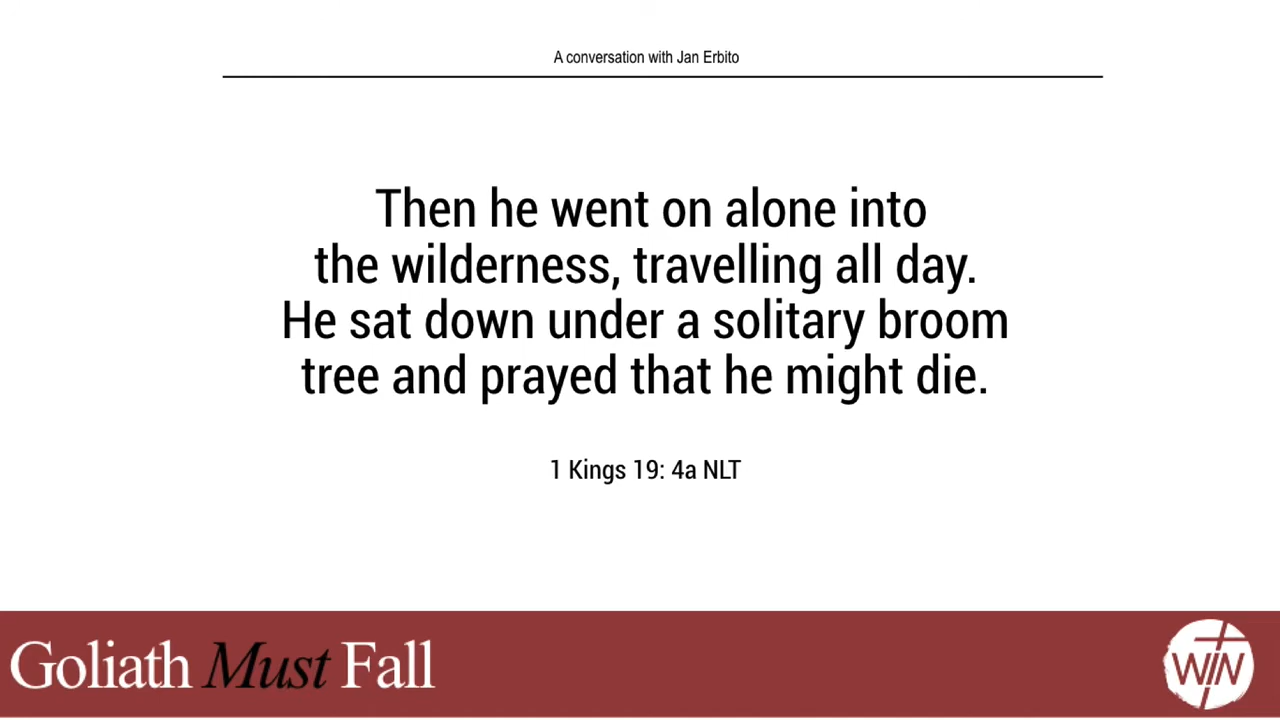 A conversation with Jan Erbito
Then he went on alone into
the wilderness, travelling all day.
He sat down under a solitary broom
tree and prayed that he might die.
1 Kings 19: 4a NLT
Goliath Must Fall
WIN